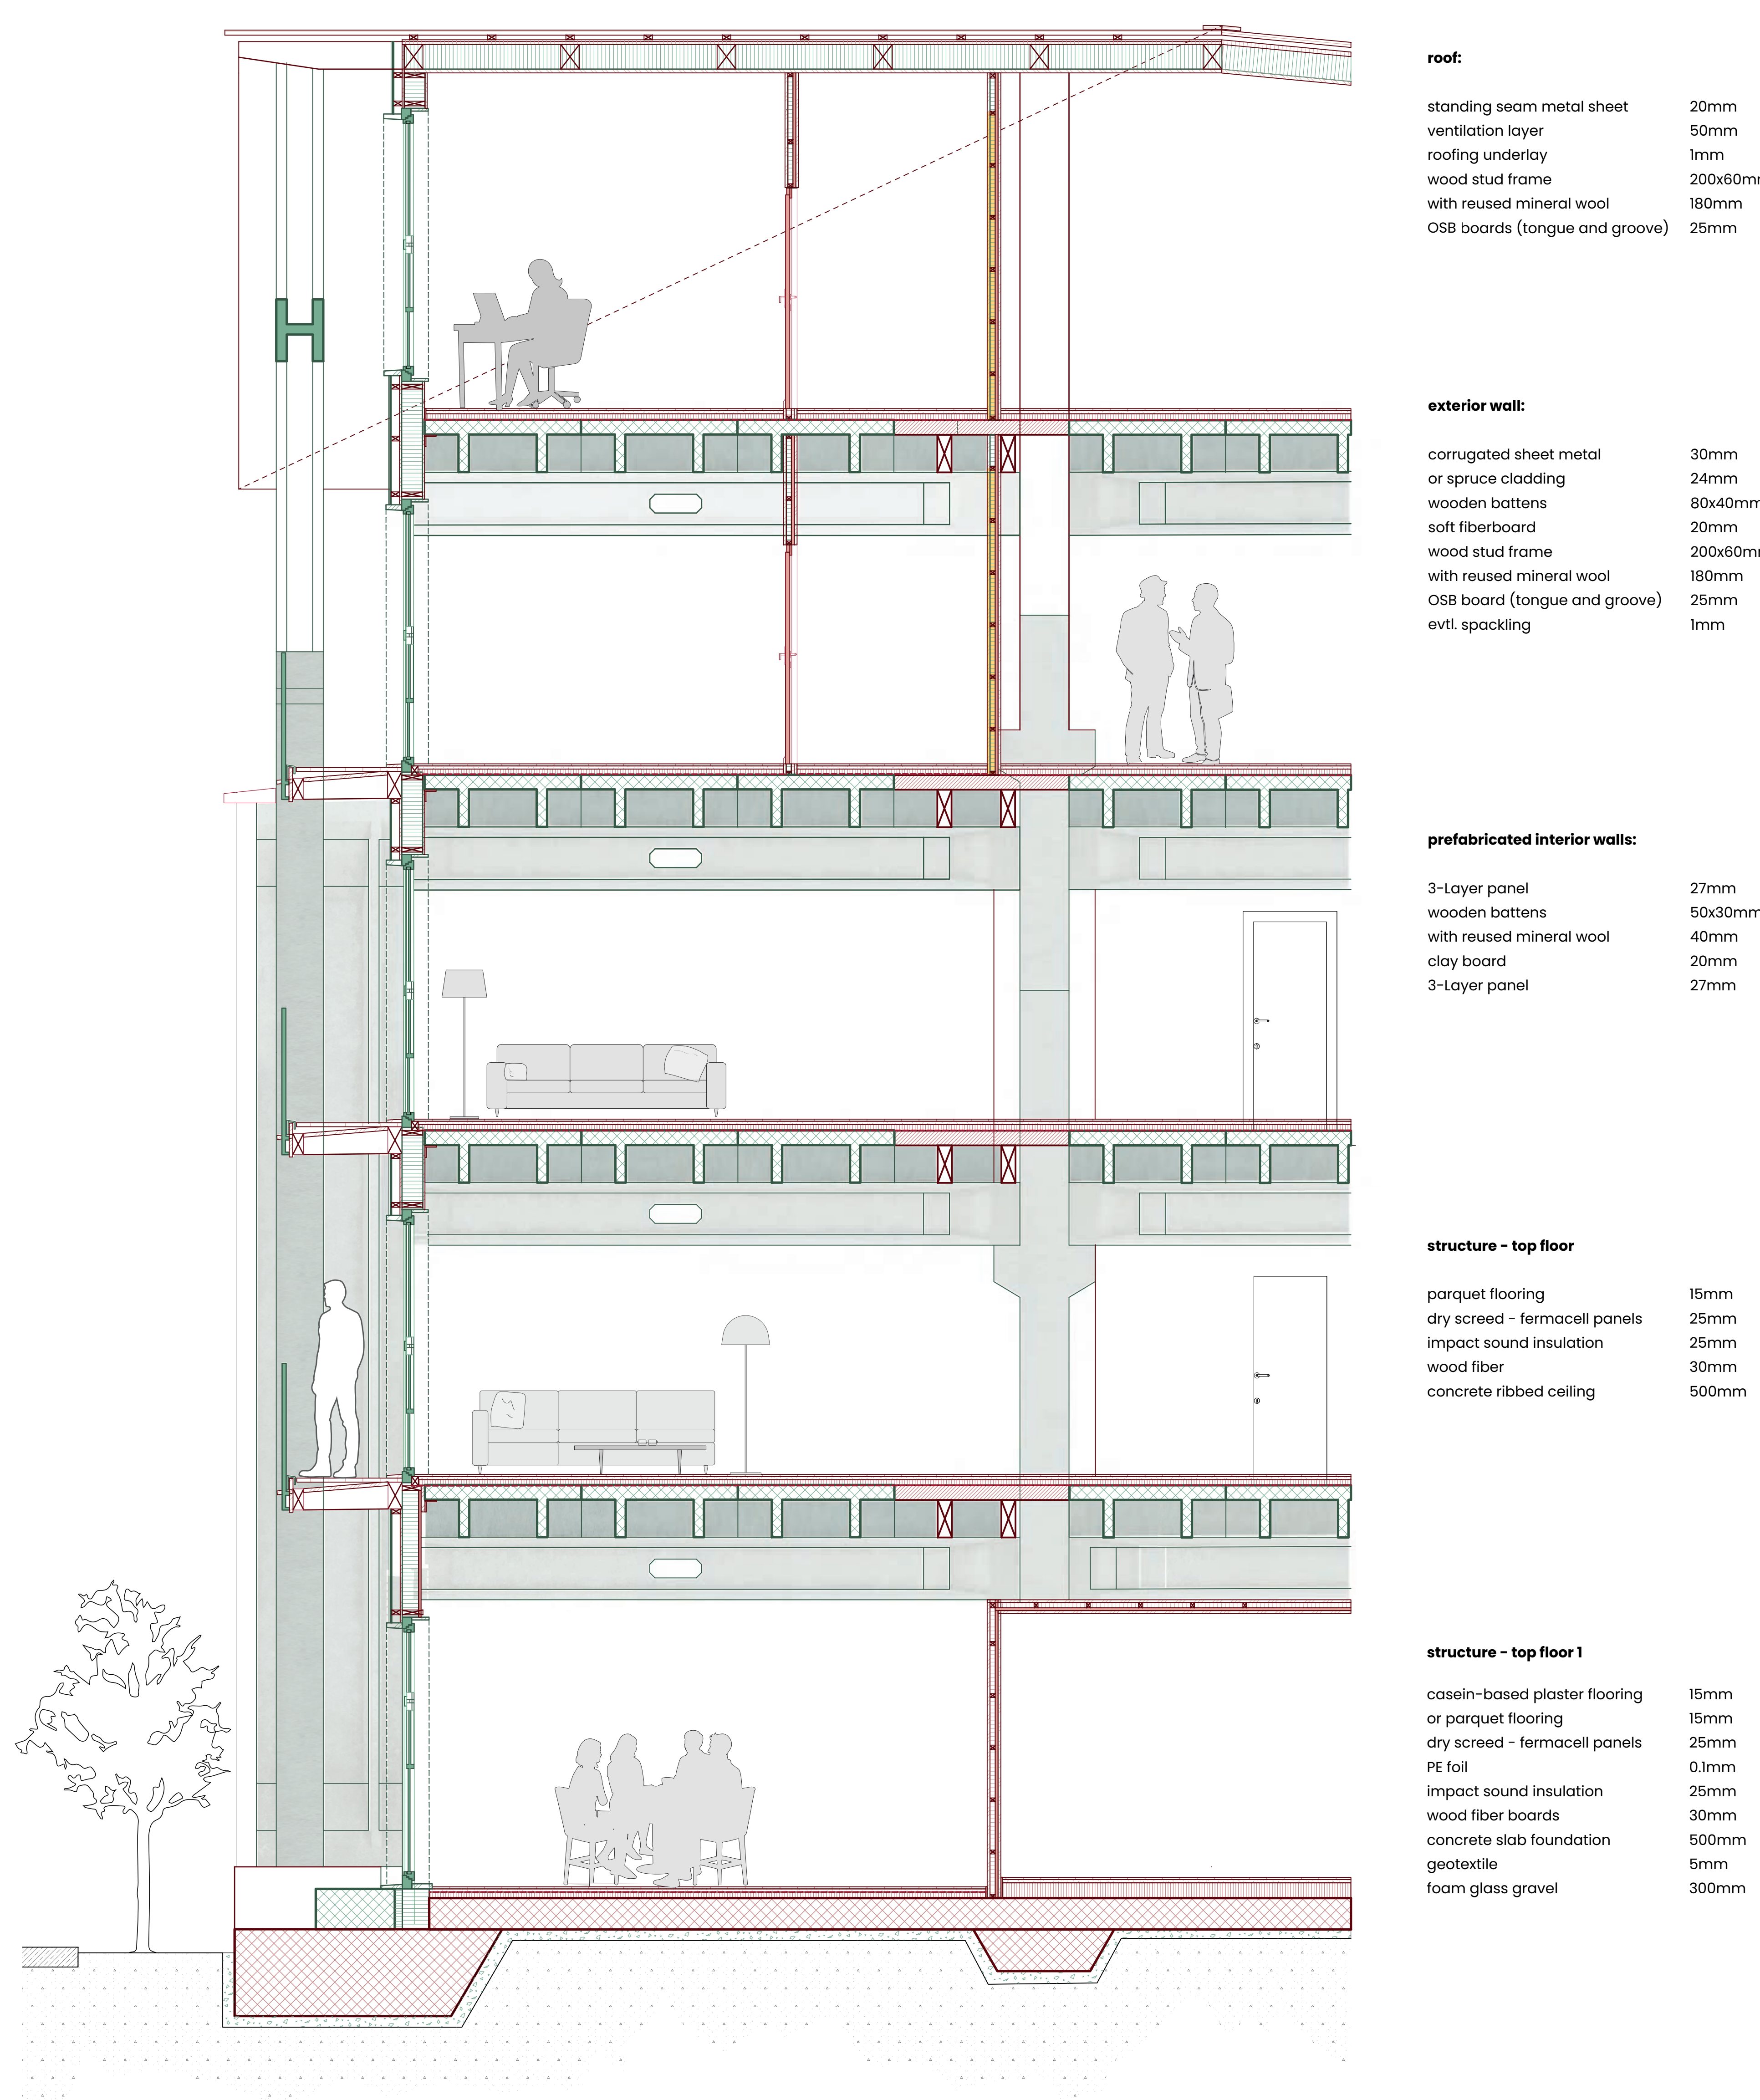 roof:
standing seam metal sheet 20mm
ventilation layer 50mm
roofing underlay 1mm
wood stud frame 200x60m
with reused mineral wool 180mm
OSB boards (tongue and groove) 25mm
exterior wall:
corrugated sheet metal 30mm
or spruce cladding 24mm
wooden battens 80x40mm
soft fiberboard 20mm
wood stud frame 200x60m
with reused mineral wool 180mm
OSB board (tongue and groove) 25mm
evtl. spackling 1mm
prefabricated interior walls:
3-Layer panel 27mm
wooden battens 50x30mm
with reused mineral wool 40mm
clay board 20mm
3-Layer panel 27mm
structure - top floor
parquet flooring 15mm
dry screed - fermacell panels 25mm
impact sound insulation 25mm
wood fiber 30mm
concrete ribbed ceiling 500mm
structure - top floor 1
casein-based plaster flooring 15mm
or parquet flooring 15mm
dry screed - fermacell panels 25mm
PE foil 0.1mm
impact sound insulation 25mm
wood fiber boards 30mm
concrete slab foundation 500mm
geotextile 5mm
foam glass gravel 300mm
H